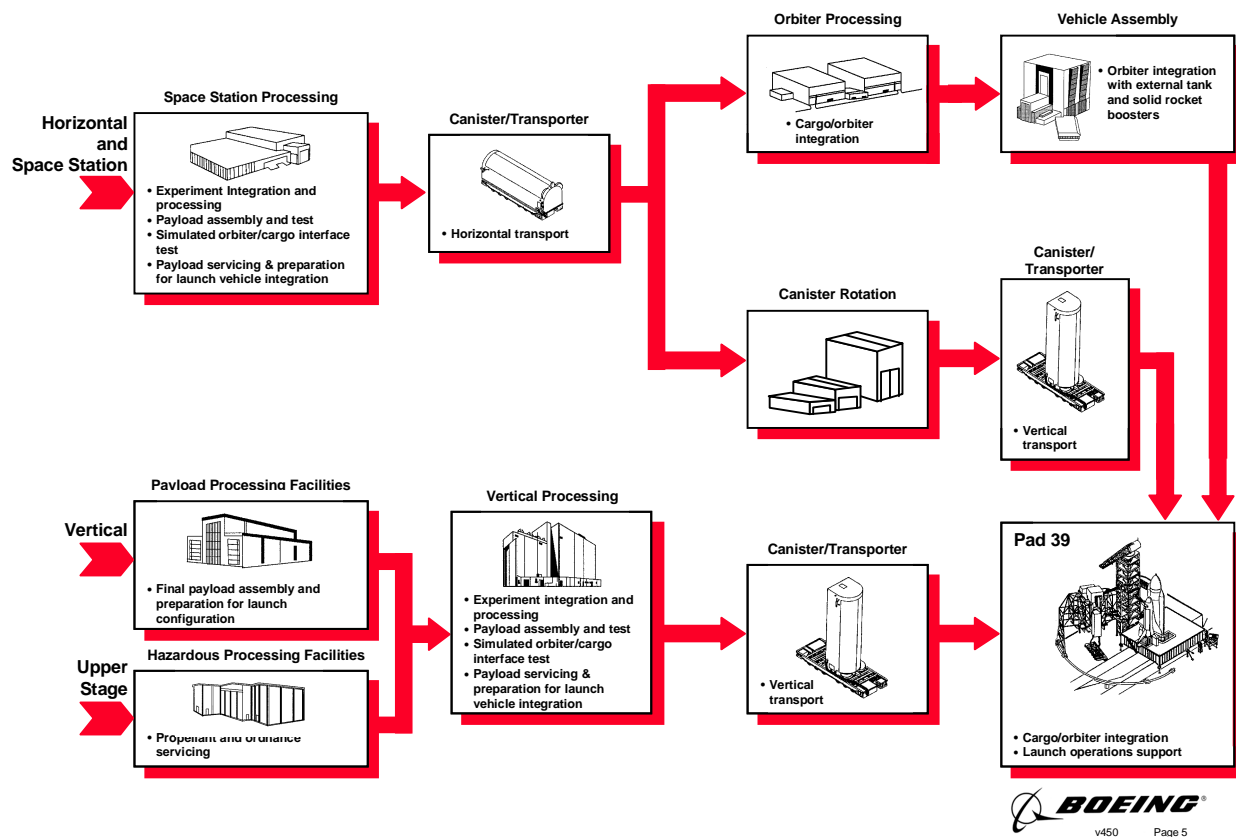 Orbiter Processing
Vehicle Assembly
• Cargo/orbiter
integration
• Orbiter integration
with external tank
and solid rocket
boosters
Horizontal
and
Space Station
Space Station Processing
• Experiment Integration and
processing
• Payload assembly and test
• Simulated orbiter/cargo interface
test
• Payload servicing & preparation
for launch vehicle integration
Canister/Transporter
• Horizontal transport
Canister Rotation
Canister/
Transporter
• Vertical
transport
Vertical
Payload Processing Facilities
• Final payload assembly and
preparation for launch
configuration
Upper
Stage
Hazardous Processing Facilities
• Propellant and ordnance
servicing
Vertical Processing
• Experiment integration and
processing
• Payload assembly and test
• Simulated orbiter/cargo
interface test
• Payload servicing &
preparation for launch
vehicle integration
Canister/Transporter
• Vertical
transport
Pad 39
• Cargo/orbiter integration
• Launch operations support
BOEING®
v450 Page 5